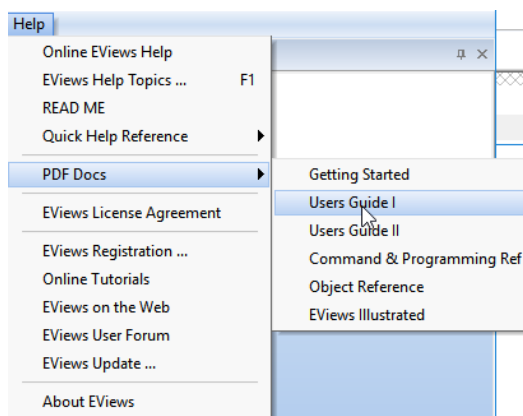 Help
Online EViews Help
EViews Help Topics ... F1
READ ME
Quick Help Reference
PDF Docs
EViews License Agreement
EViews Registration ...
Online Tutorials
EViews on the Web
EViews User Forum
EViews Update ...
About EViews
Getting Started
Users Guide I
Users Guide II
Command & Programming Ref
Object Reference
EViews Illustrated